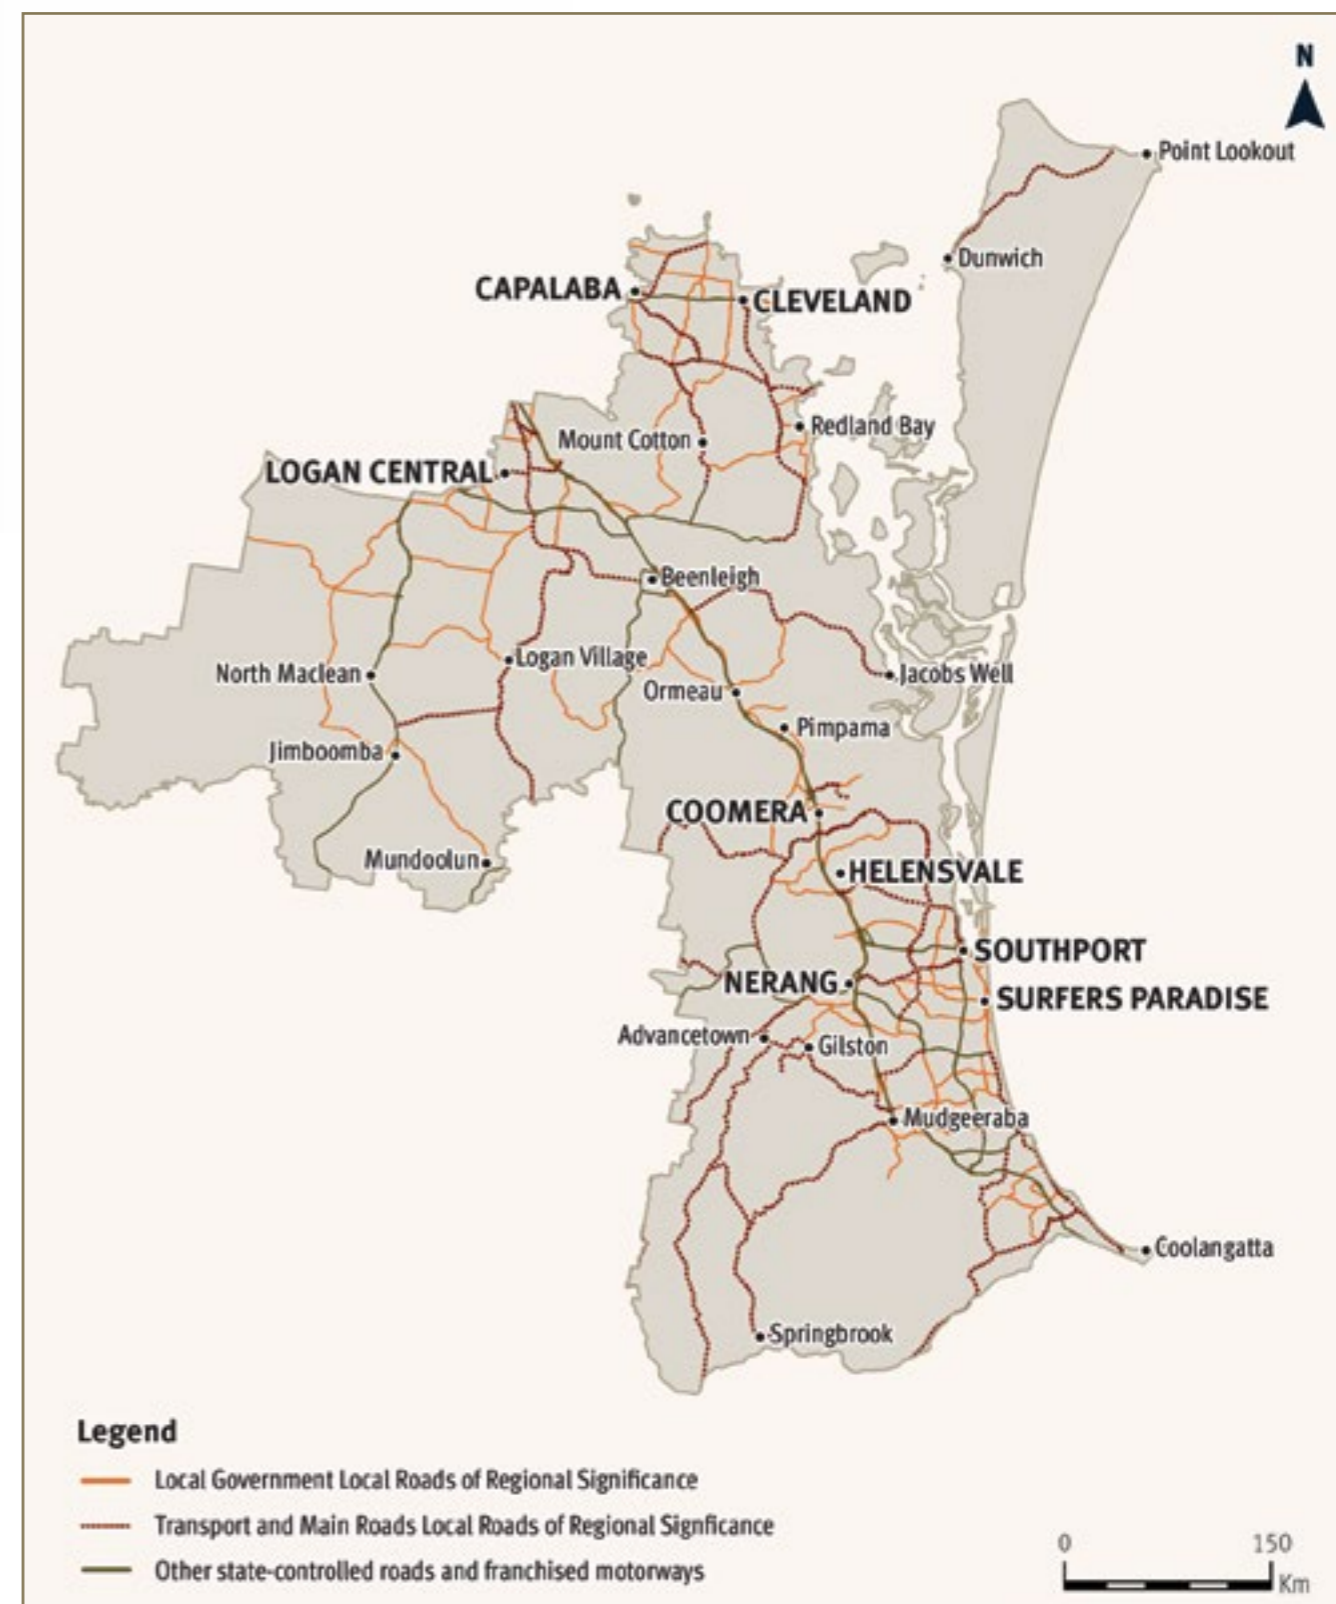 N
Point Lookout
Dunwich
CAPALABA
CLEVELAND
Redland Bay
Mount Cotton
LOGAN CENTRAL
Beenleigh
Logan Village
North Maclean
Jacobs Well
Ormeau
Pimpama
Jimboomba
COOMERA
Mundoolun
HELENSVALE
SOUTHPORT
NERANG
SURFERS PARADISE
Advancetown
Gilston
Mudgeeraba
Coolangatta
Springbrook
Legend
Local Government Local Roads of Regional Significance
Transport and Main Roads Local Roads of Regional Signficance
Other state-controlled roads and franchised motorways
0 150
Km